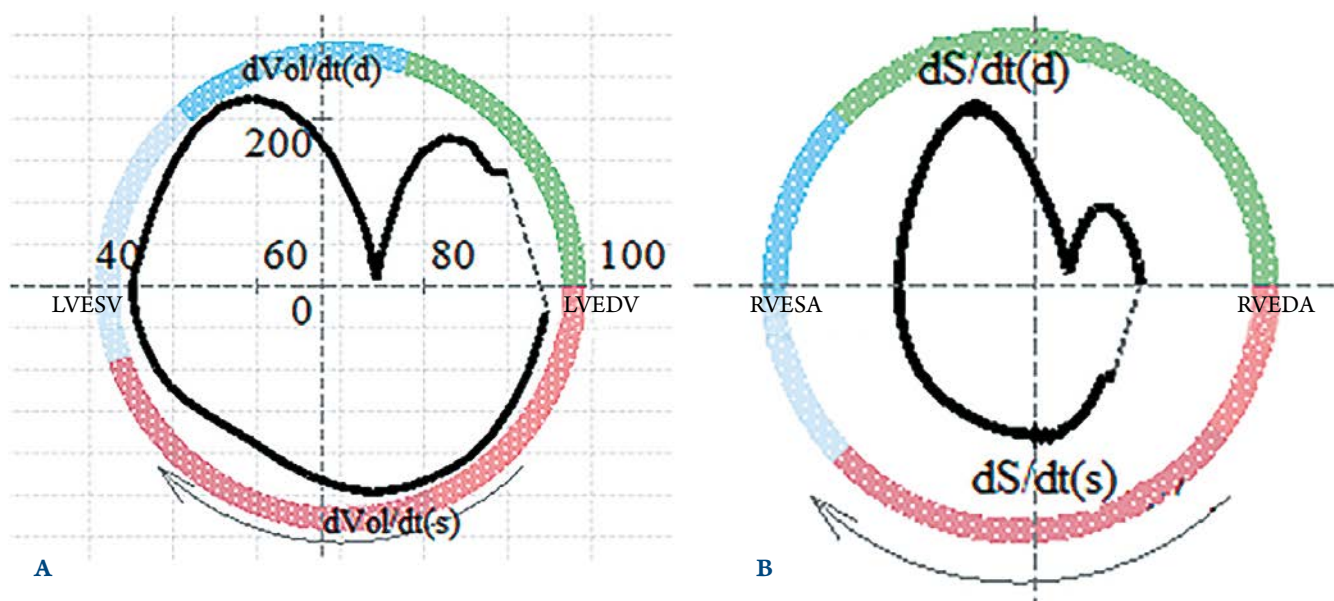 dVol/dt(d)
200
40
60
80
100
LVESV
0
LVEDV
dVol/dt(s)
A
dS/dt(d)
RVESA
RVEDA
dS/dt(s)
B